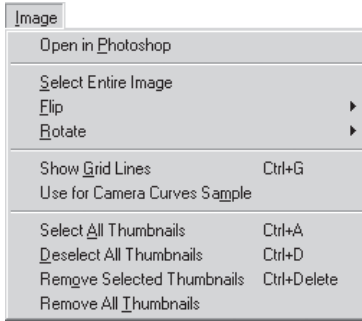 Image
Open in Photoshop
Select Entire Image
Flip
Rotate
Show Grid Lines Ctrl+G
Use for Camera Curves Sample
Select All Thumbnails Ctrl+A
Deselect All Thumbnails Ctrl+D
Remove Selected Thumbnails Ctrl+Delete
Remove All Thumbnails